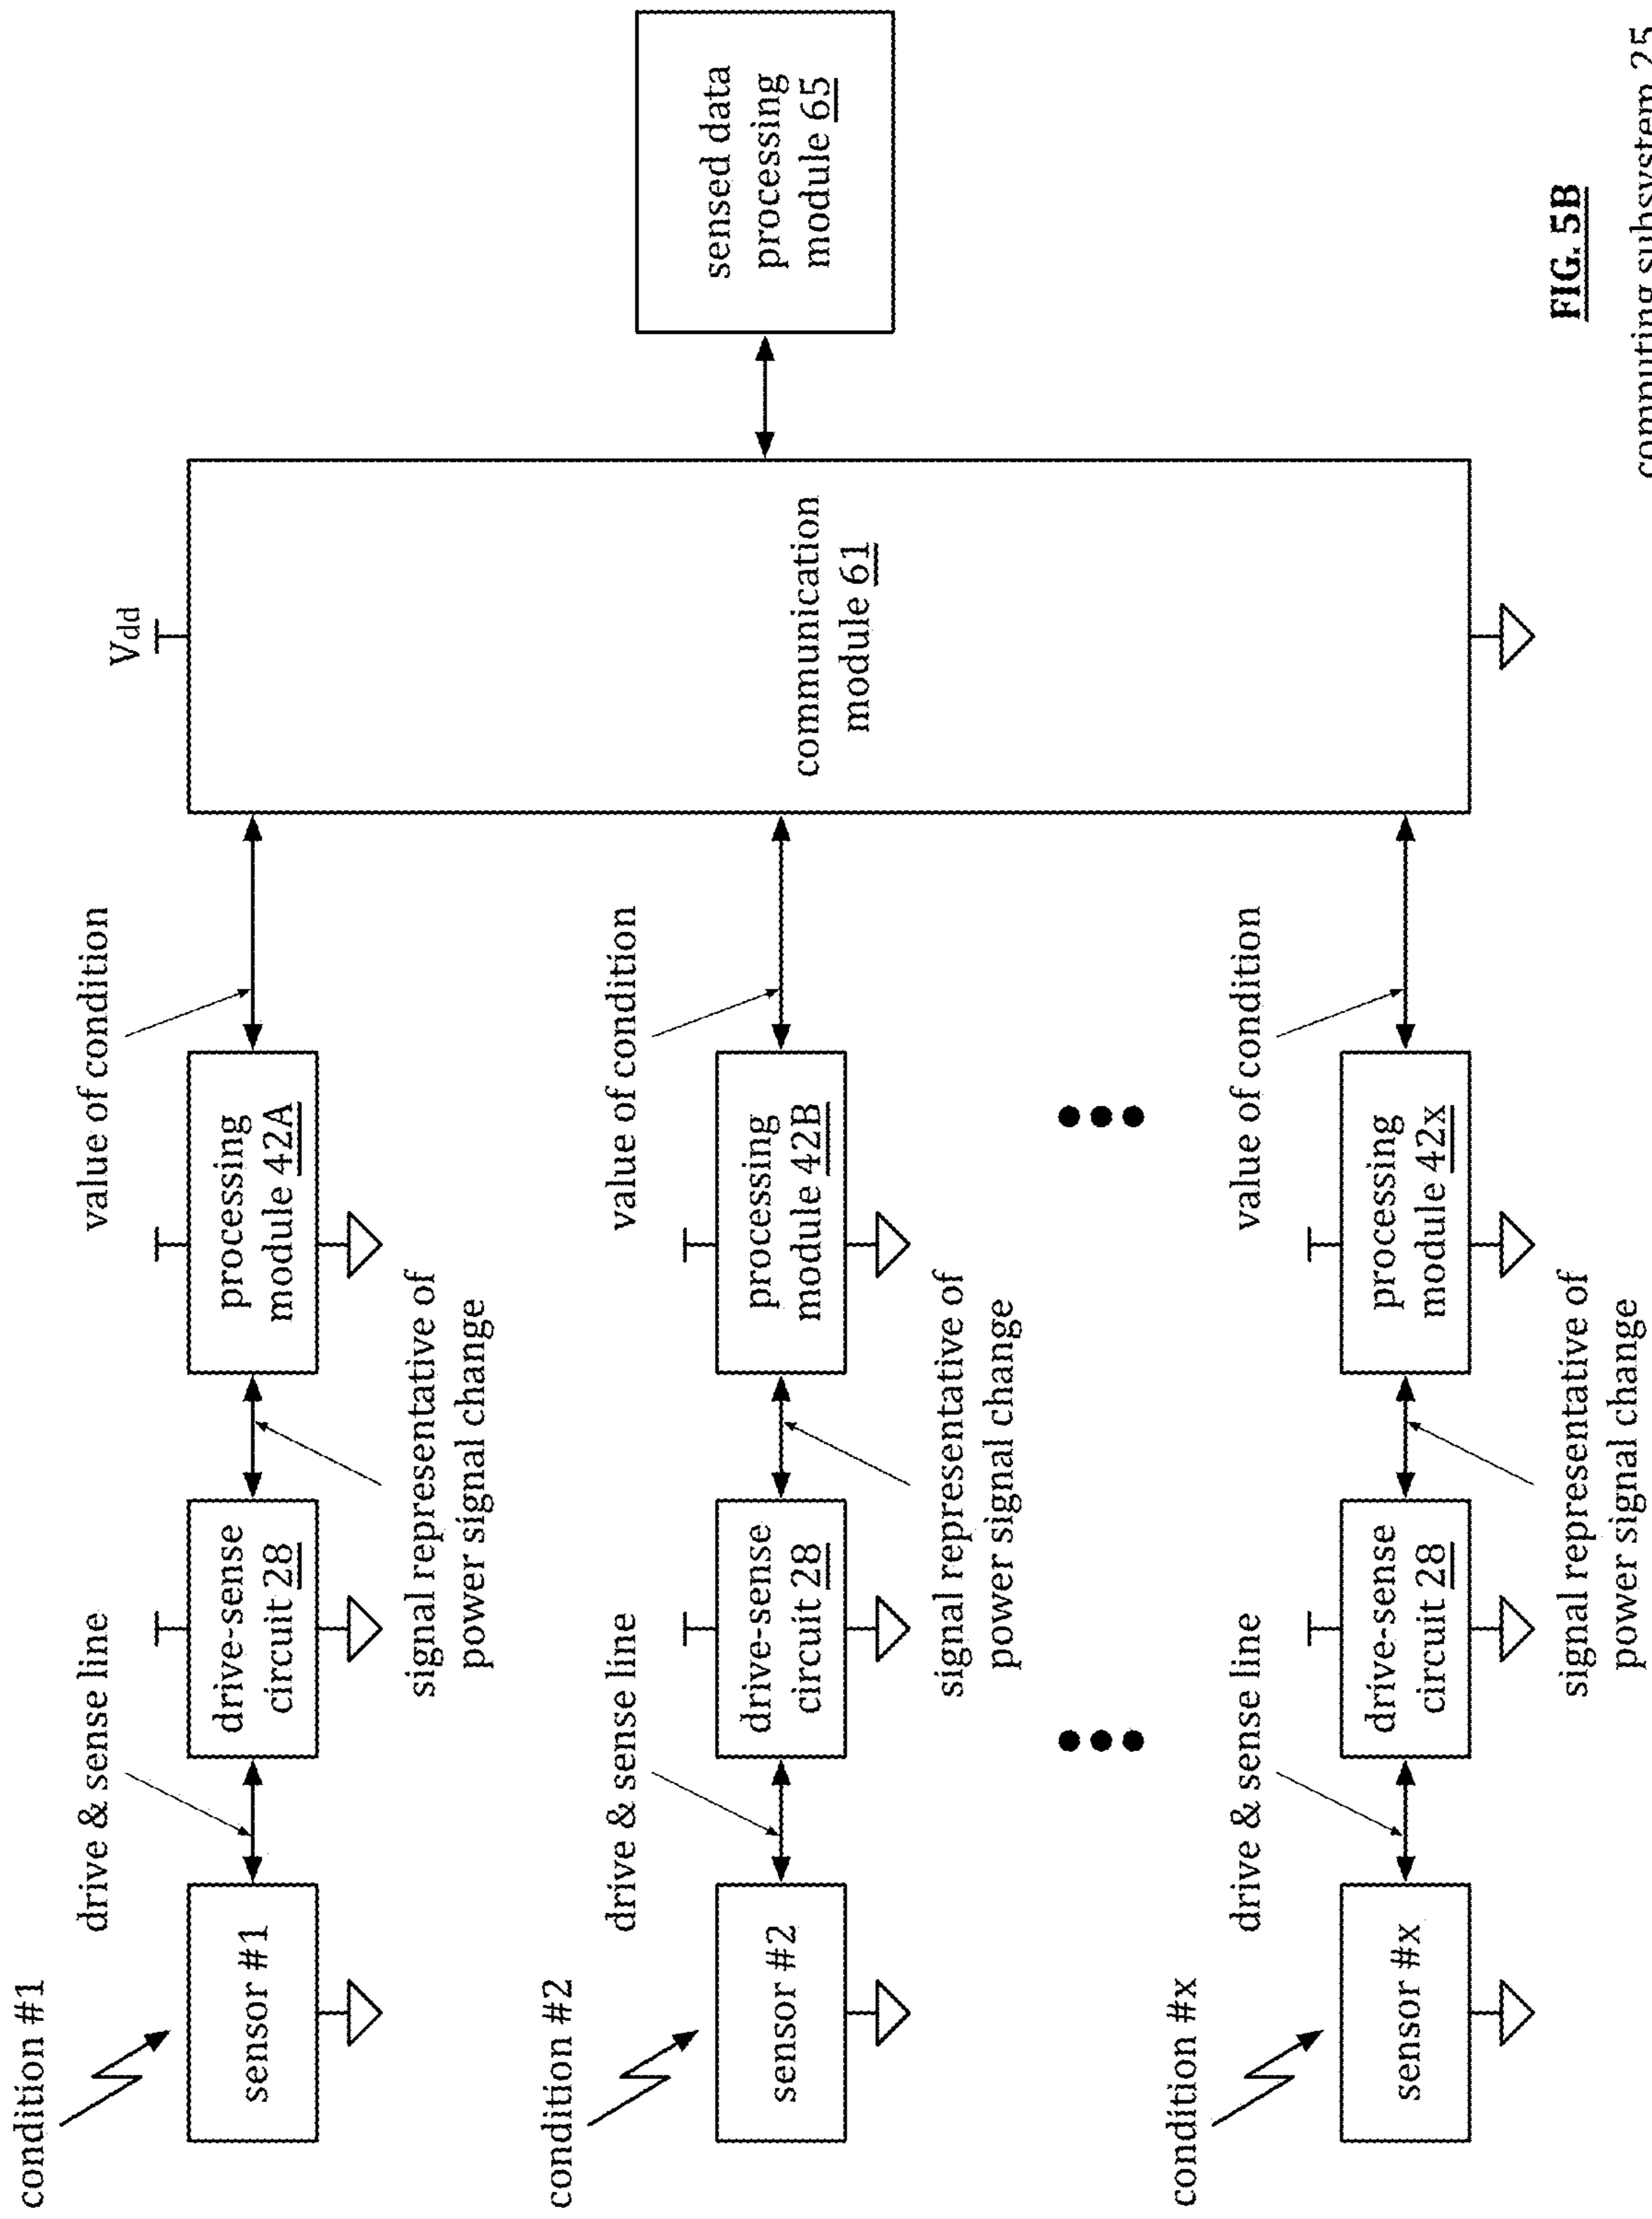 condition #1
drive & sense line
value of condition
Vdd
sensor #1
drive-sense
circuit 28
processing
module 42A
signal representative of
power signal change
condition #2
drive & sense line
value of condition
sensor #2
drive-sense
circuit 28
processing
module 42B
signal representative of
power signal change
communication
module 61
sensed data
processing
module 65
condition #x
drive & sense line
value of condition
sensor #x
drive-sense
circuit 28
processing
module 42x
signal representative of
power signal change
FIG. 5B
computing subsystem 25